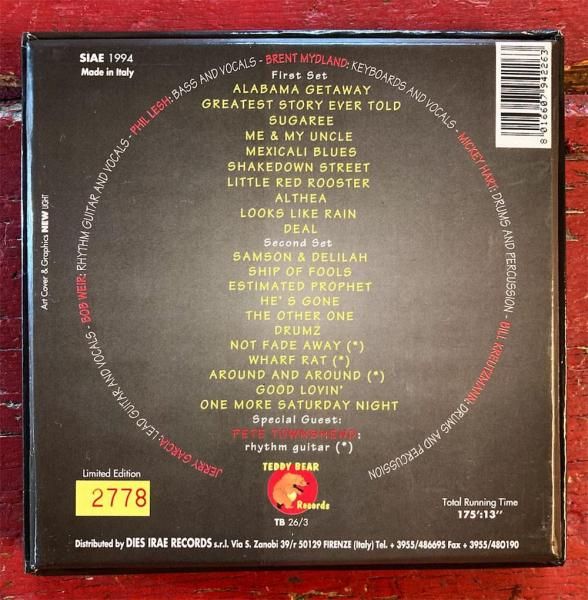 SIAE 1994
Made in Italy
JERRY GARCIA: LEAD GUITAR AND VOCALS - BOB WEIR: RHYTHM GUITAR AND VOCALS - PHIL LESH: BASS AND VOCALS - BRENT MYDLAND: KEYBOARDS AND VOCALS - MICKEY HART: DRUMS AND PERCUSSION - BILL KREUTZMANN: DRUMS AND PERCUSSION
First Set
ALABAMA GETAWAY
GREATEST STORY EVER TOLD
SUGAREE
ME & MY UNCLE
MEXICALI BLUES
SHAKEDOWN STREET
LITTLE RED ROOSTER
ALTHEA
LOOKS LIKE RAIN
DEAL
Second Set
SAMSON & DELILAH
SHIP OF FOOLS
ESTIMATED PROPHET
HE' S GONE
THE OTHER ONE
DRUMZ
NOT FADE AWAY (*)
WHARF RAT (*)
AROUND AND AROUND (*)
GOOD LOVIN'
ONE MORE SATURDAY NIGHT
Special Guest:
PETE TOWNSHEND:
rhythm guitar (*)
8 016607 942263
Art Cover & Graphics NEW LIGHT
Limited Edition
2778
TEDDY BEAR
Records
TB 26/3
Total Running Time
175':13''
Distributed by DIES IRAE RECORDS s.r.l. Via S. Zanobi 39/r 50129 FIRENZE (Italy) Tel. + 3955/486695 Fax + 3955/480190